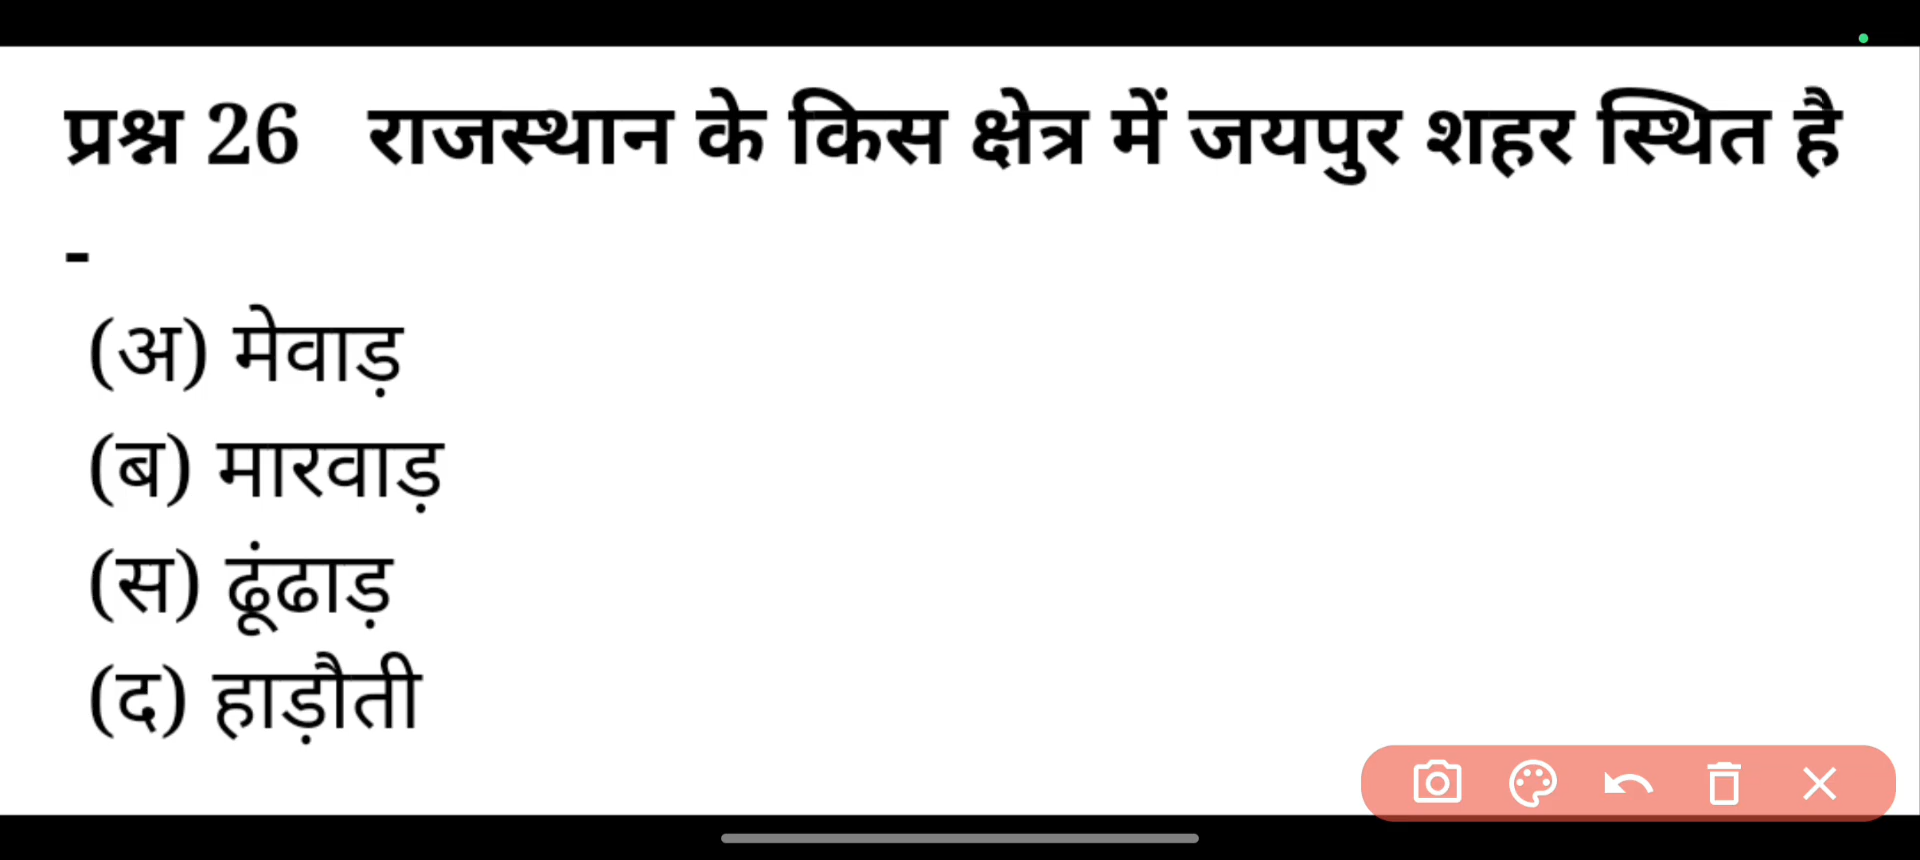 प्रश्न 26 राजस्थान के किस क्षेत्र में जयपुर शहर स्थित है
-
(अ) मेवाड़
(ब) मारवाड़
(स) ढूंढाड़
(द) हाड़ौती